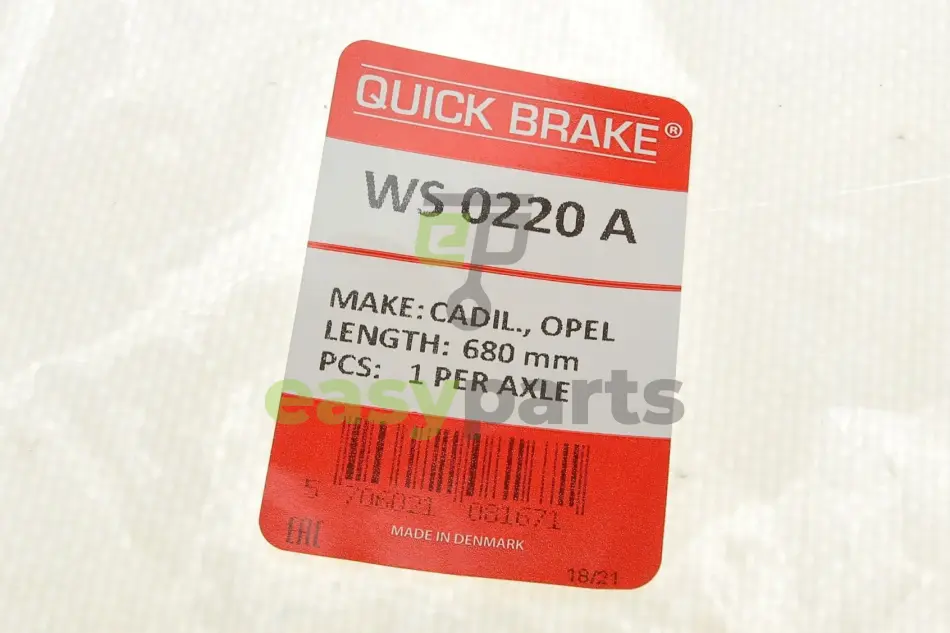 QUICK BRAKE®
WS 0220 A
MAKE: CADIL., OPEL
LENGTH: 680 mm
PCS: 1 PER AXLE
easyparts
5 706021 081671
EAC MADE IN DENMARK
18/21